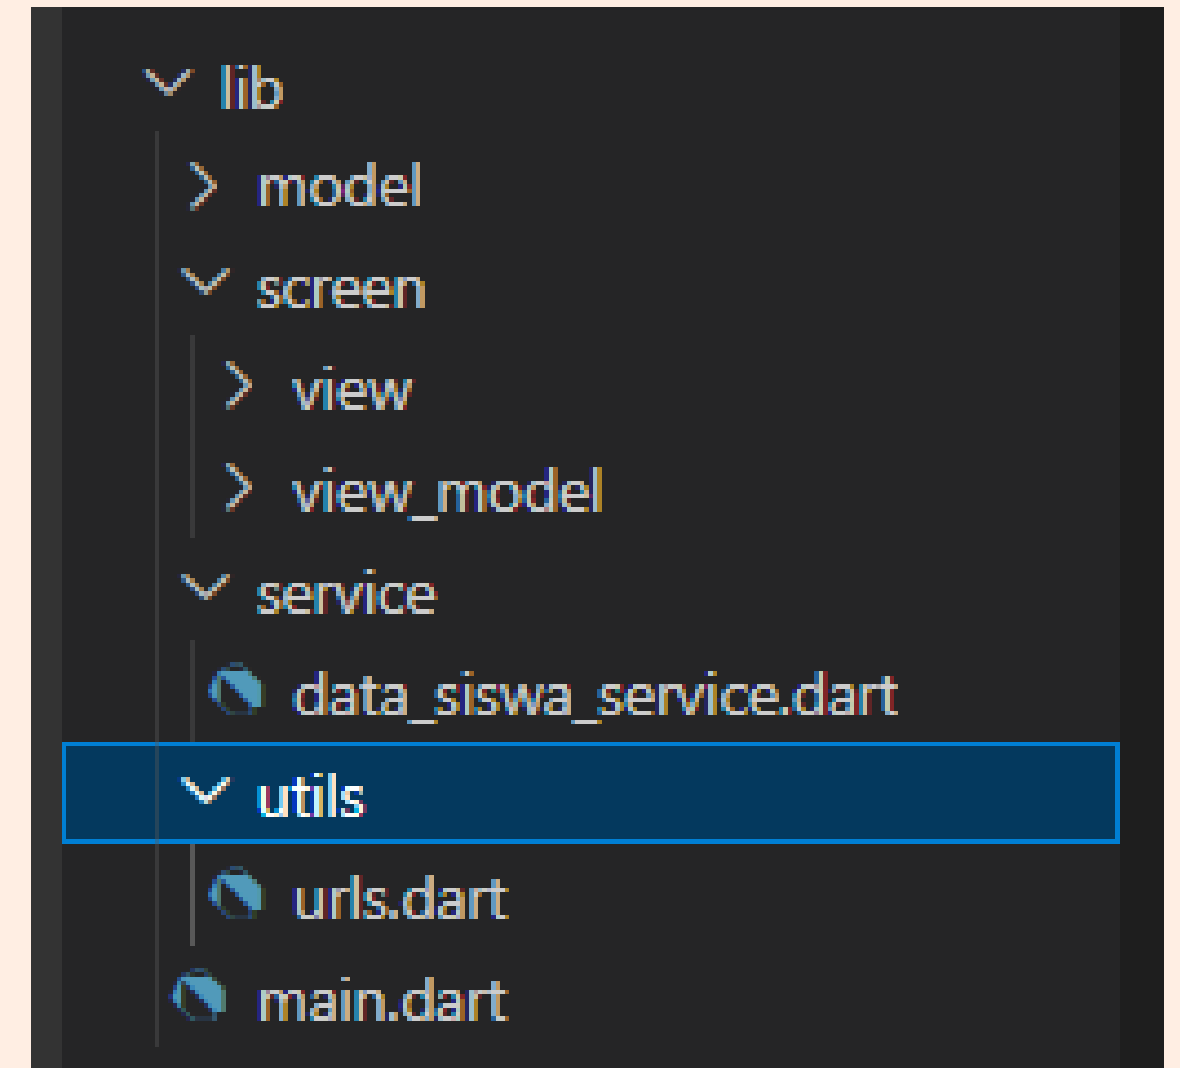 lib
model
screen
view
view_model
service
data_siswa_service.dart
utils
urls.dart
main.dart